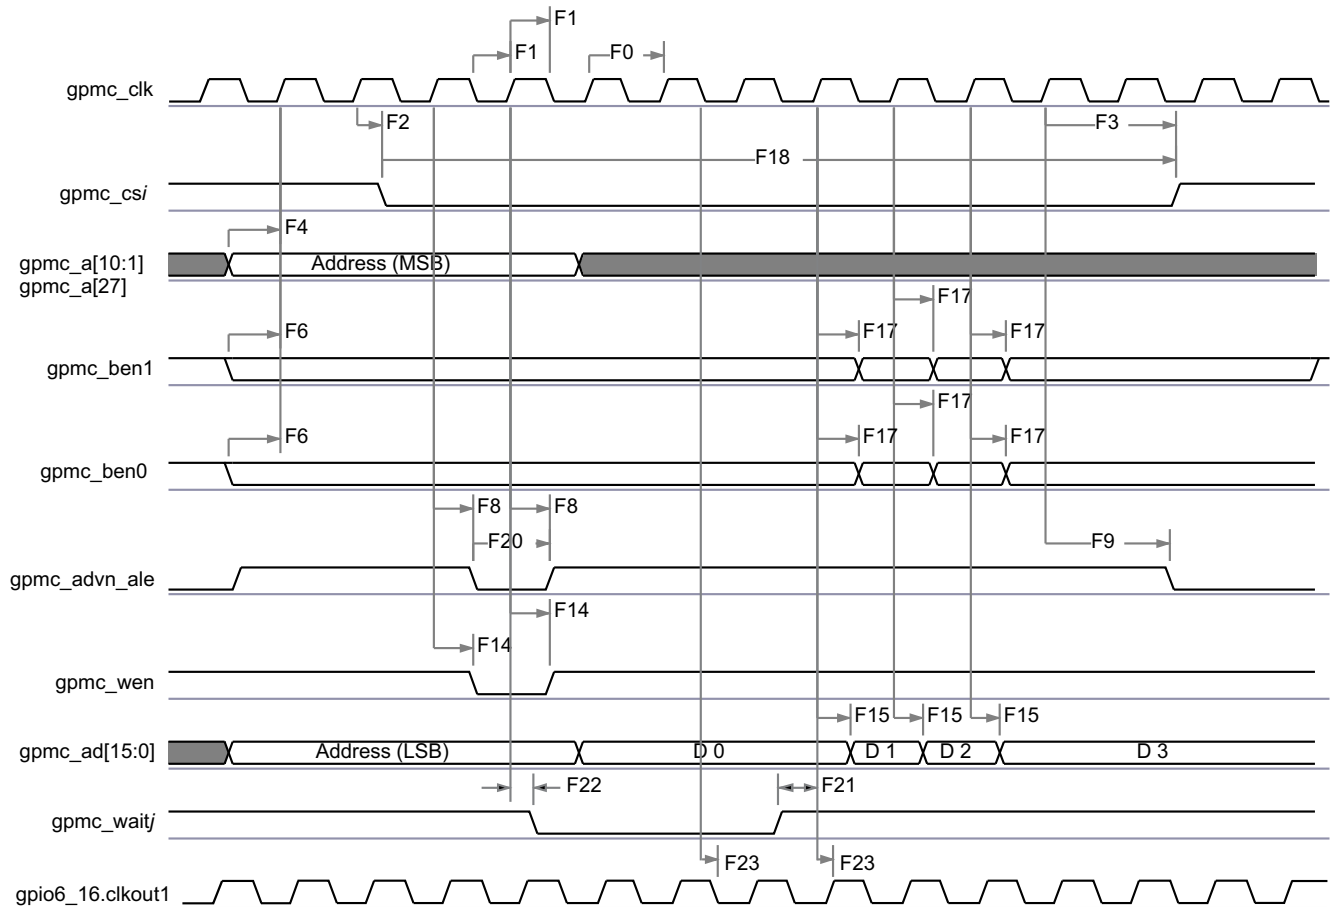 F1
F1 F0
gpmc_clk
F2 F3
F18
gpmc_csi
F4
gpmc_a[10:1] Address (MSB)
gpmc_a[27]
F17
F6 F17 F17
gpmc_ben1
F17
F6 F17 F17
gpmc_ben0
F8 F8
F20 F9
gpmc_advn_ale
F14
F14
gpmc_wen
F15 F15 F15
gpmc_ad[15:0] Address (LSB) D 0 D 1 D 2 D 3
F22 F21
gpmc_waitj
F23 F23
gpio6_16.clkout1